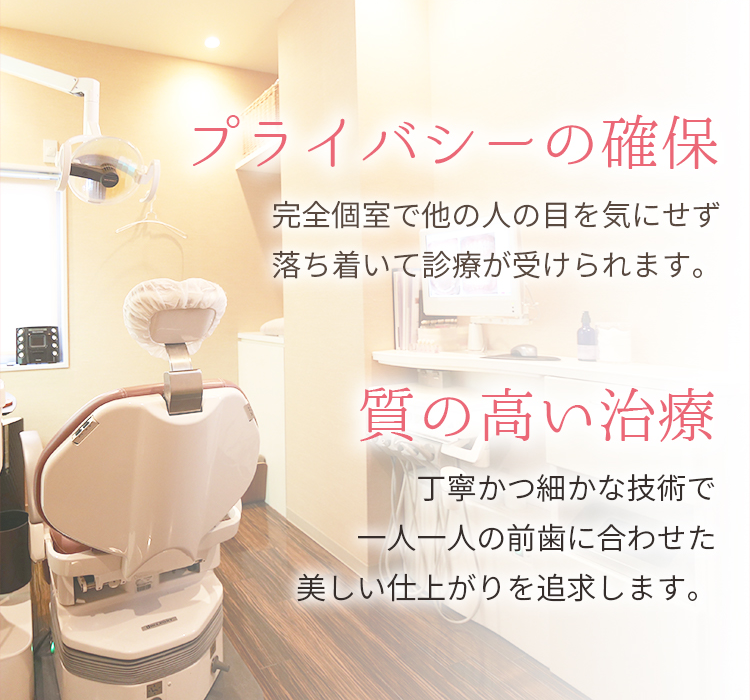 プライバシーの確保
完全個室で他の人の目を気にせず
落ち着いて診療が受けられます。
質の高い治療
丁寧かつ細かな技術で
一人一人の前歯に合わせた
美しい仕上がりを追求します。